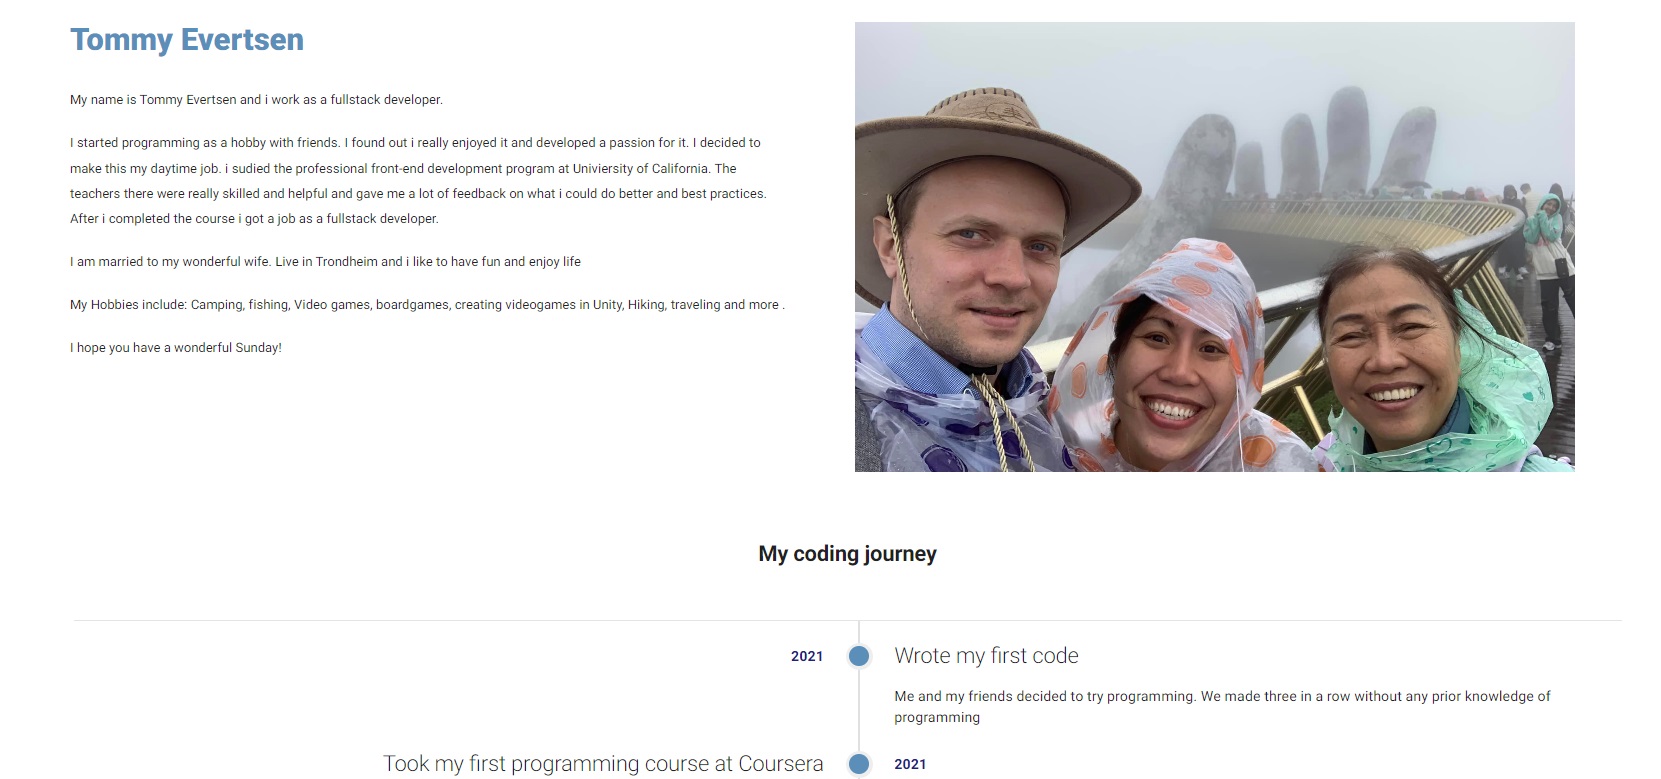 Tommy Evertsen
My name is Tommy Evertsen and i work as a fullstack developer.
I started programming as a hobby with friends. I found out i really enjoyed it and developed a passion for it. I decided to
make this my daytime job. i sudied the professional front-end development program at Univiersity of California. The
teachers there were really skilled and helpful and gave me a lot of feedback on what i could do better and best practices.
After i completed the course i got a job as a fullstack developer.
I am married to my wonderful wife. Live in Trondheim and i like to have fun and enjoy life
My Hobbies include: Camping, fishing, Video games, boardgames, creating videogames in Unity, Hiking, traveling and more .
I hope you have a wonderful Sunday!
My coding journey
2021
Wrote my first code
Me and my friends decided to try programming. We made three in a row without any prior knowledge of
programming
Took my first programming course at Coursera
2021